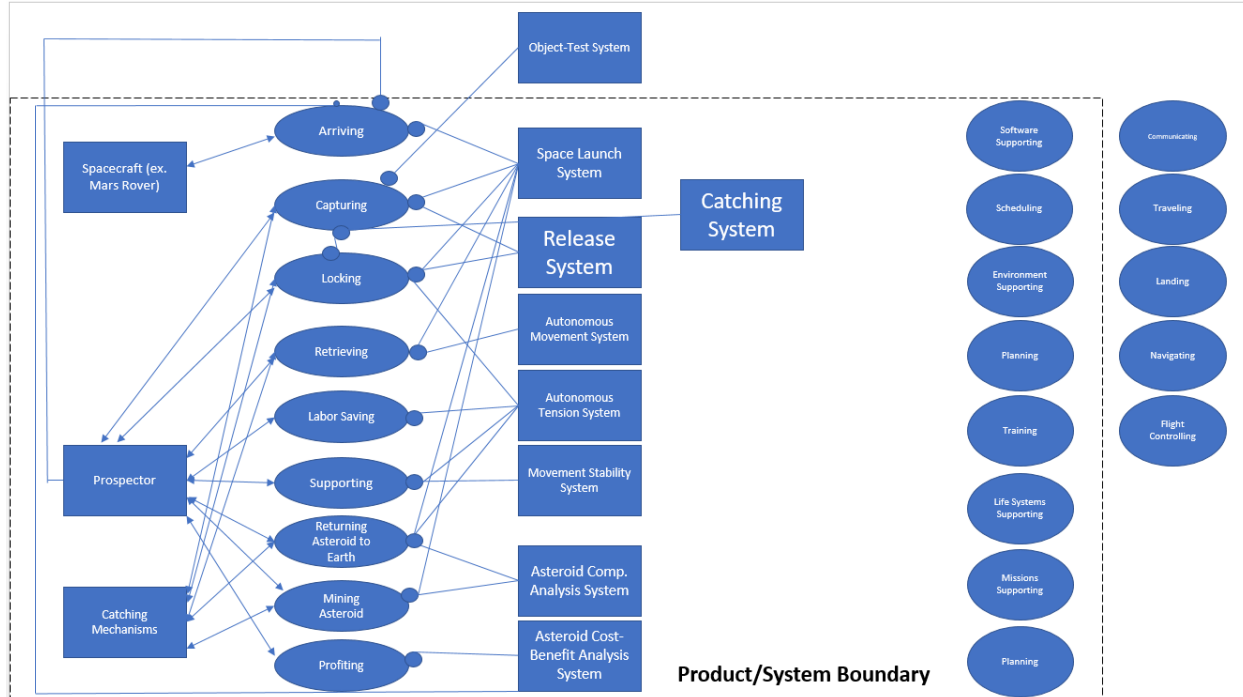 Object-Test System
Arriving
Spacecraft (ex.
Mars Rover)
Space Launch
System
Capturing
Catching
System
Release
System
Locking
Autonomous
Movement System
Retrieving
Autonomous
Tension System
Labor Saving
Prospector
Supporting
Movement Stability
System
Returning
Asteroid to
Earth
Asteroid Comp.
Analysis System
Catching
Mechanisms
Mining
Asteroid
Asteroid Cost-
Benefit Analysis
System
Profiting
Product/System Boundary
Software
Supporting
Scheduling
Environment
Supporting
Planning
Training
Life Systems
Supporting
Missions
Supporting
Planning
Communicating
Traveling
Landing
Navigating
Flight
Controlling